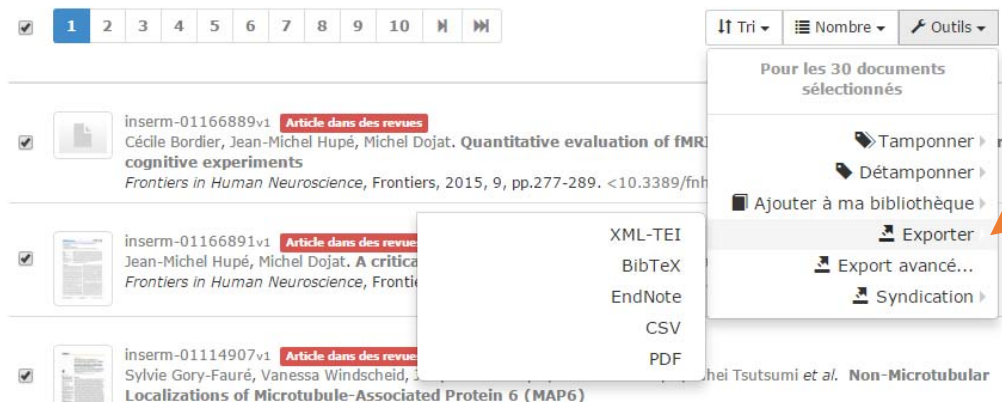 1 2 3 4 5 6 7 8 9 10
Tri Nombre Outils
Pour les 30 documents
sélectionnés
Tamponner
Détamponner
Ajouter à ma bibliothèque
Exporter
Export avancé...
Syndication
XML-TEI
BibTeX
EndNote
CSV
PDF
inserm-01166889v1 Article dans des revues
Cécile Bordier, Jean-Michel Hupé, Michel Dojat. Quantitative evaluation of fMRI
cognitive experiments
Frontiers in Human Neuroscience, Frontiers, 2015, 9, pp.277-289. <10.3389/fnh
inserm-01166891v1 Article dans des revues
Jean-Michel Hupé, Michel Dojat. A critica
Frontiers in Human Neuroscience, Frontie
inserm-01114907v1 Article dans des revues
Sylvie Gory-Fauré, Vanessa Windscheid, hei Tsutsumi et al. Non-Microtubular
Localizations of Microtubule-Associated Protein 6 (MAP6)